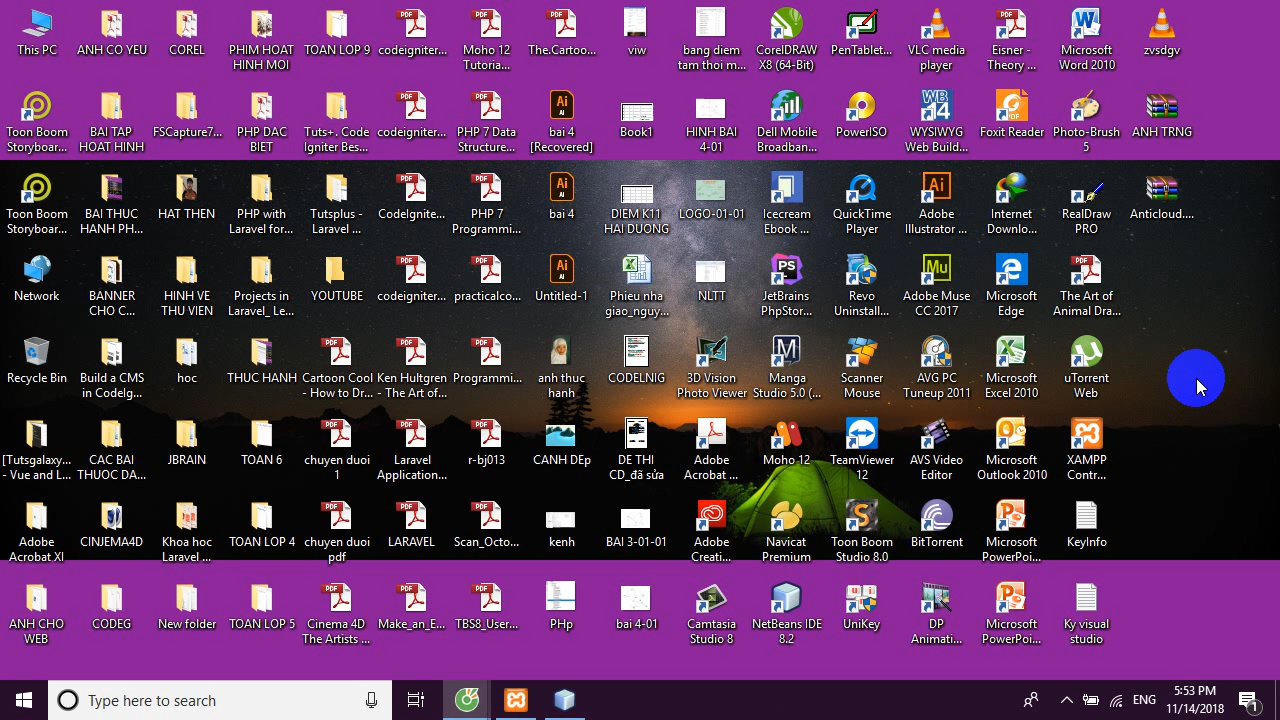 This PC
ANH CO YEU
COREL
PHIM HOAT
HINH MOI
TOAN LOP 9
codeigniter...
Moho 12
Tutoria...
The.Cartoo...
viw
bang diem
tam thoi m...
CorelDRAW
X8 (64-Bit)
PenTablet...
VLC media
player
Eisner -
Theory ...
Microsoft
Word 2010
zvsdgv
Toon Boom
Storyboar...
BAI TAP
HOAT HINH
FSCapture7...
PHP DAC
BIET
Tuts+. Code
Igniter Bes...
codeigniter...
PHP 7 Data
Structure...
bai 4
[Recovered]
Book1
HINH BAI
4-01
Dell Mobile
Broadban...
PowerISO
WYSIWYG
Web Build...
Foxit Reader
Photo-Brush
5
ANH TRNG
Toon Boom
Storyboar...
BAI THUC
HANH PH...
HAT THEN
PHP with
Laravel for...
Tutsplus -
Laravel ...
CodeIgnite...
PHP 7
Programmi...
bai 4
DIEM K11
HAI DUONG
LOGO-01-01
Icecream
Ebook ...
QuickTime
Player
Adobe
Illustrator ...
Internet
Downlo...
RealDraw
PRO
Anticloud....
Network
BANNER
CHO C...
HINH VE
THU VIEN
Projects in
Laravel_ Le...
YOUTUBE
codeigniter...
practicalco...
Untitled-1
Phieu nha
giao_nguy...
NLTT
JetBrains
PhpStor...
Revo
Uninstall...
Adobe Muse
CC 2017
Microsoft
Edge
The Art of
Animal Dra...
Recycle Bin
Build a CMS
in CodeIg...
hoc
THUC HANH
Cartoon Cool
- How to Dr...
Ken Hultgren
- The Art of...
Programmi...
anh thuc
hanh
CODELNIG
3D Vision
Photo Viewer
Manga
Studio 5.0 (...
Scanner
Mouse
AVG PC
Tuneup 2011
Microsoft
Excel 2010
uTorrent
Web
[Tutsgalaxy...
- Vue and L...
CAC BAI
THUOC DA...
JBRAIN
TOAN 6
chuyen duoi
1
Laravel
Application...
r-bj013
CANH DEp
DE THI
CD_đã sửa
Adobe
Acrobat ...
Moho 12
TeamViewer
12
AVS Video
Editor
Microsoft
Outlook 2010
XAMPP
Contr...
Adobe
Acrobat XI
CINJEMA4D
Khoa hoc
Laravel ...
TOAN LOP 4
chuyen duoi
pdf
LARAVEL
Scan_Octo...
kenh
BAI 3-01-01
Adobe
Creati...
Navicat
Premium
Toon Boom
Studio 8.0
BitTorrent
Microsoft
PowerPoi...
KeyInfo
ANH CHO
WEB
CODEG
New folder
TOAN LOP 5
Cinema 4D
The Artists ...
Make_an_E...
TBS8_User...
PHp
bai 4-01
Camtasia
Studio 8
NetBeans IDE
8.2
UniKey
DP
Animati...
Microsoft
PowerPoi...
Ky visual
studio
Type here to search
ENG
5:53 PM
11/14/2018
1